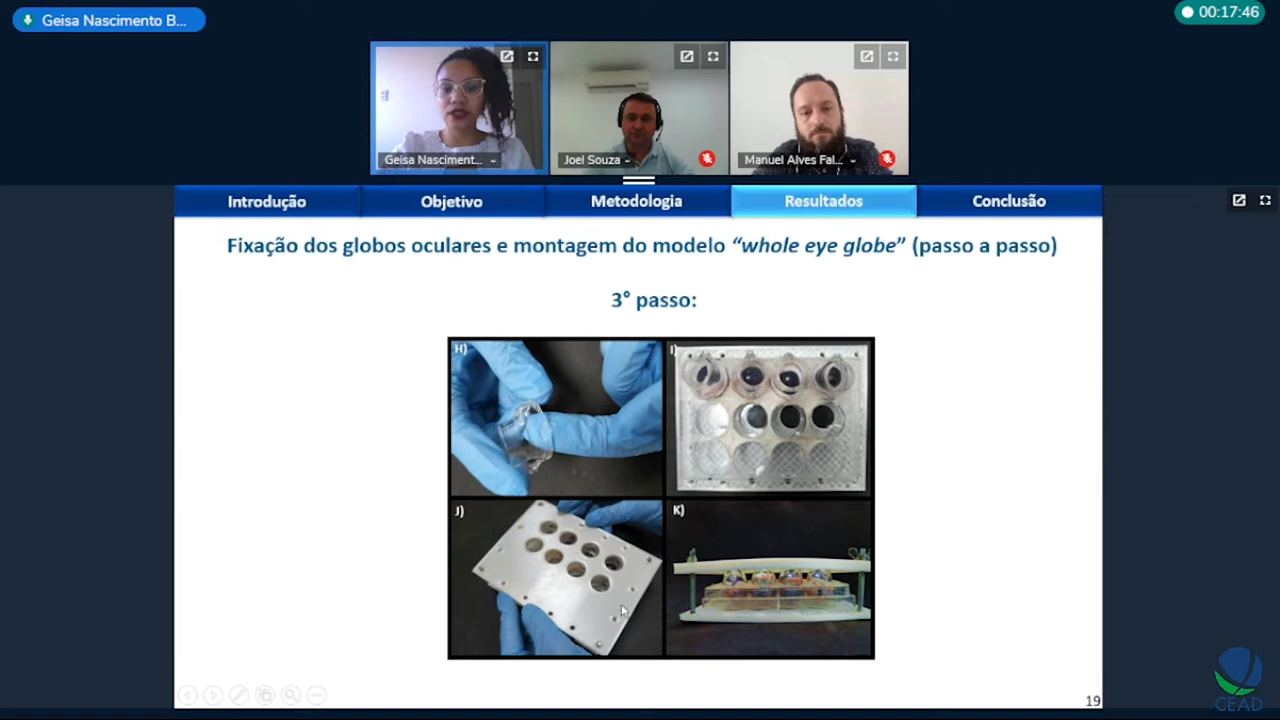 Geisa Nascimento B...
00:17:46
Geisa Nasciment...
Joel Souza
Manuel Alves Fal...
Introdução
Objetivo
Metodologia
Resultados
Conclusão
Fixação dos globos oculares e montagem do modelo “whole eye globe” (passo a passo)
3° passo:
H)
I)
J)
K)
19
CEAD